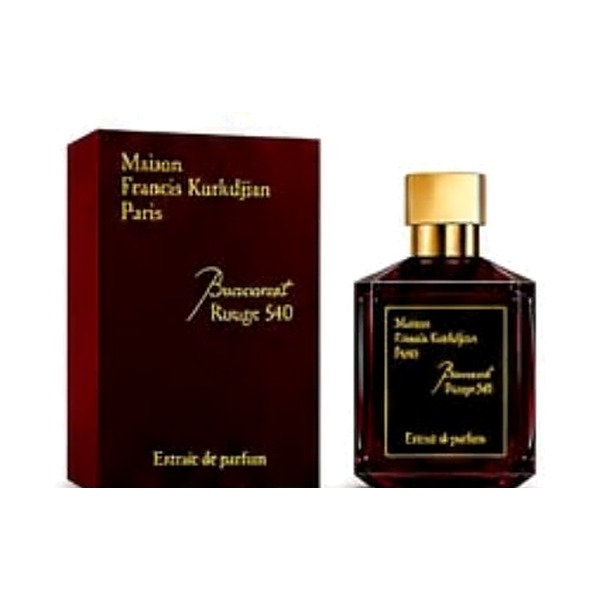 Maison
Francis Kurkdjian
Paris
Baccarat
Rouge 540
Extrait de parfum
Maison
Francis Kurkdjian
Paris
Baccarat
Rouge 540
Extrait de parfum